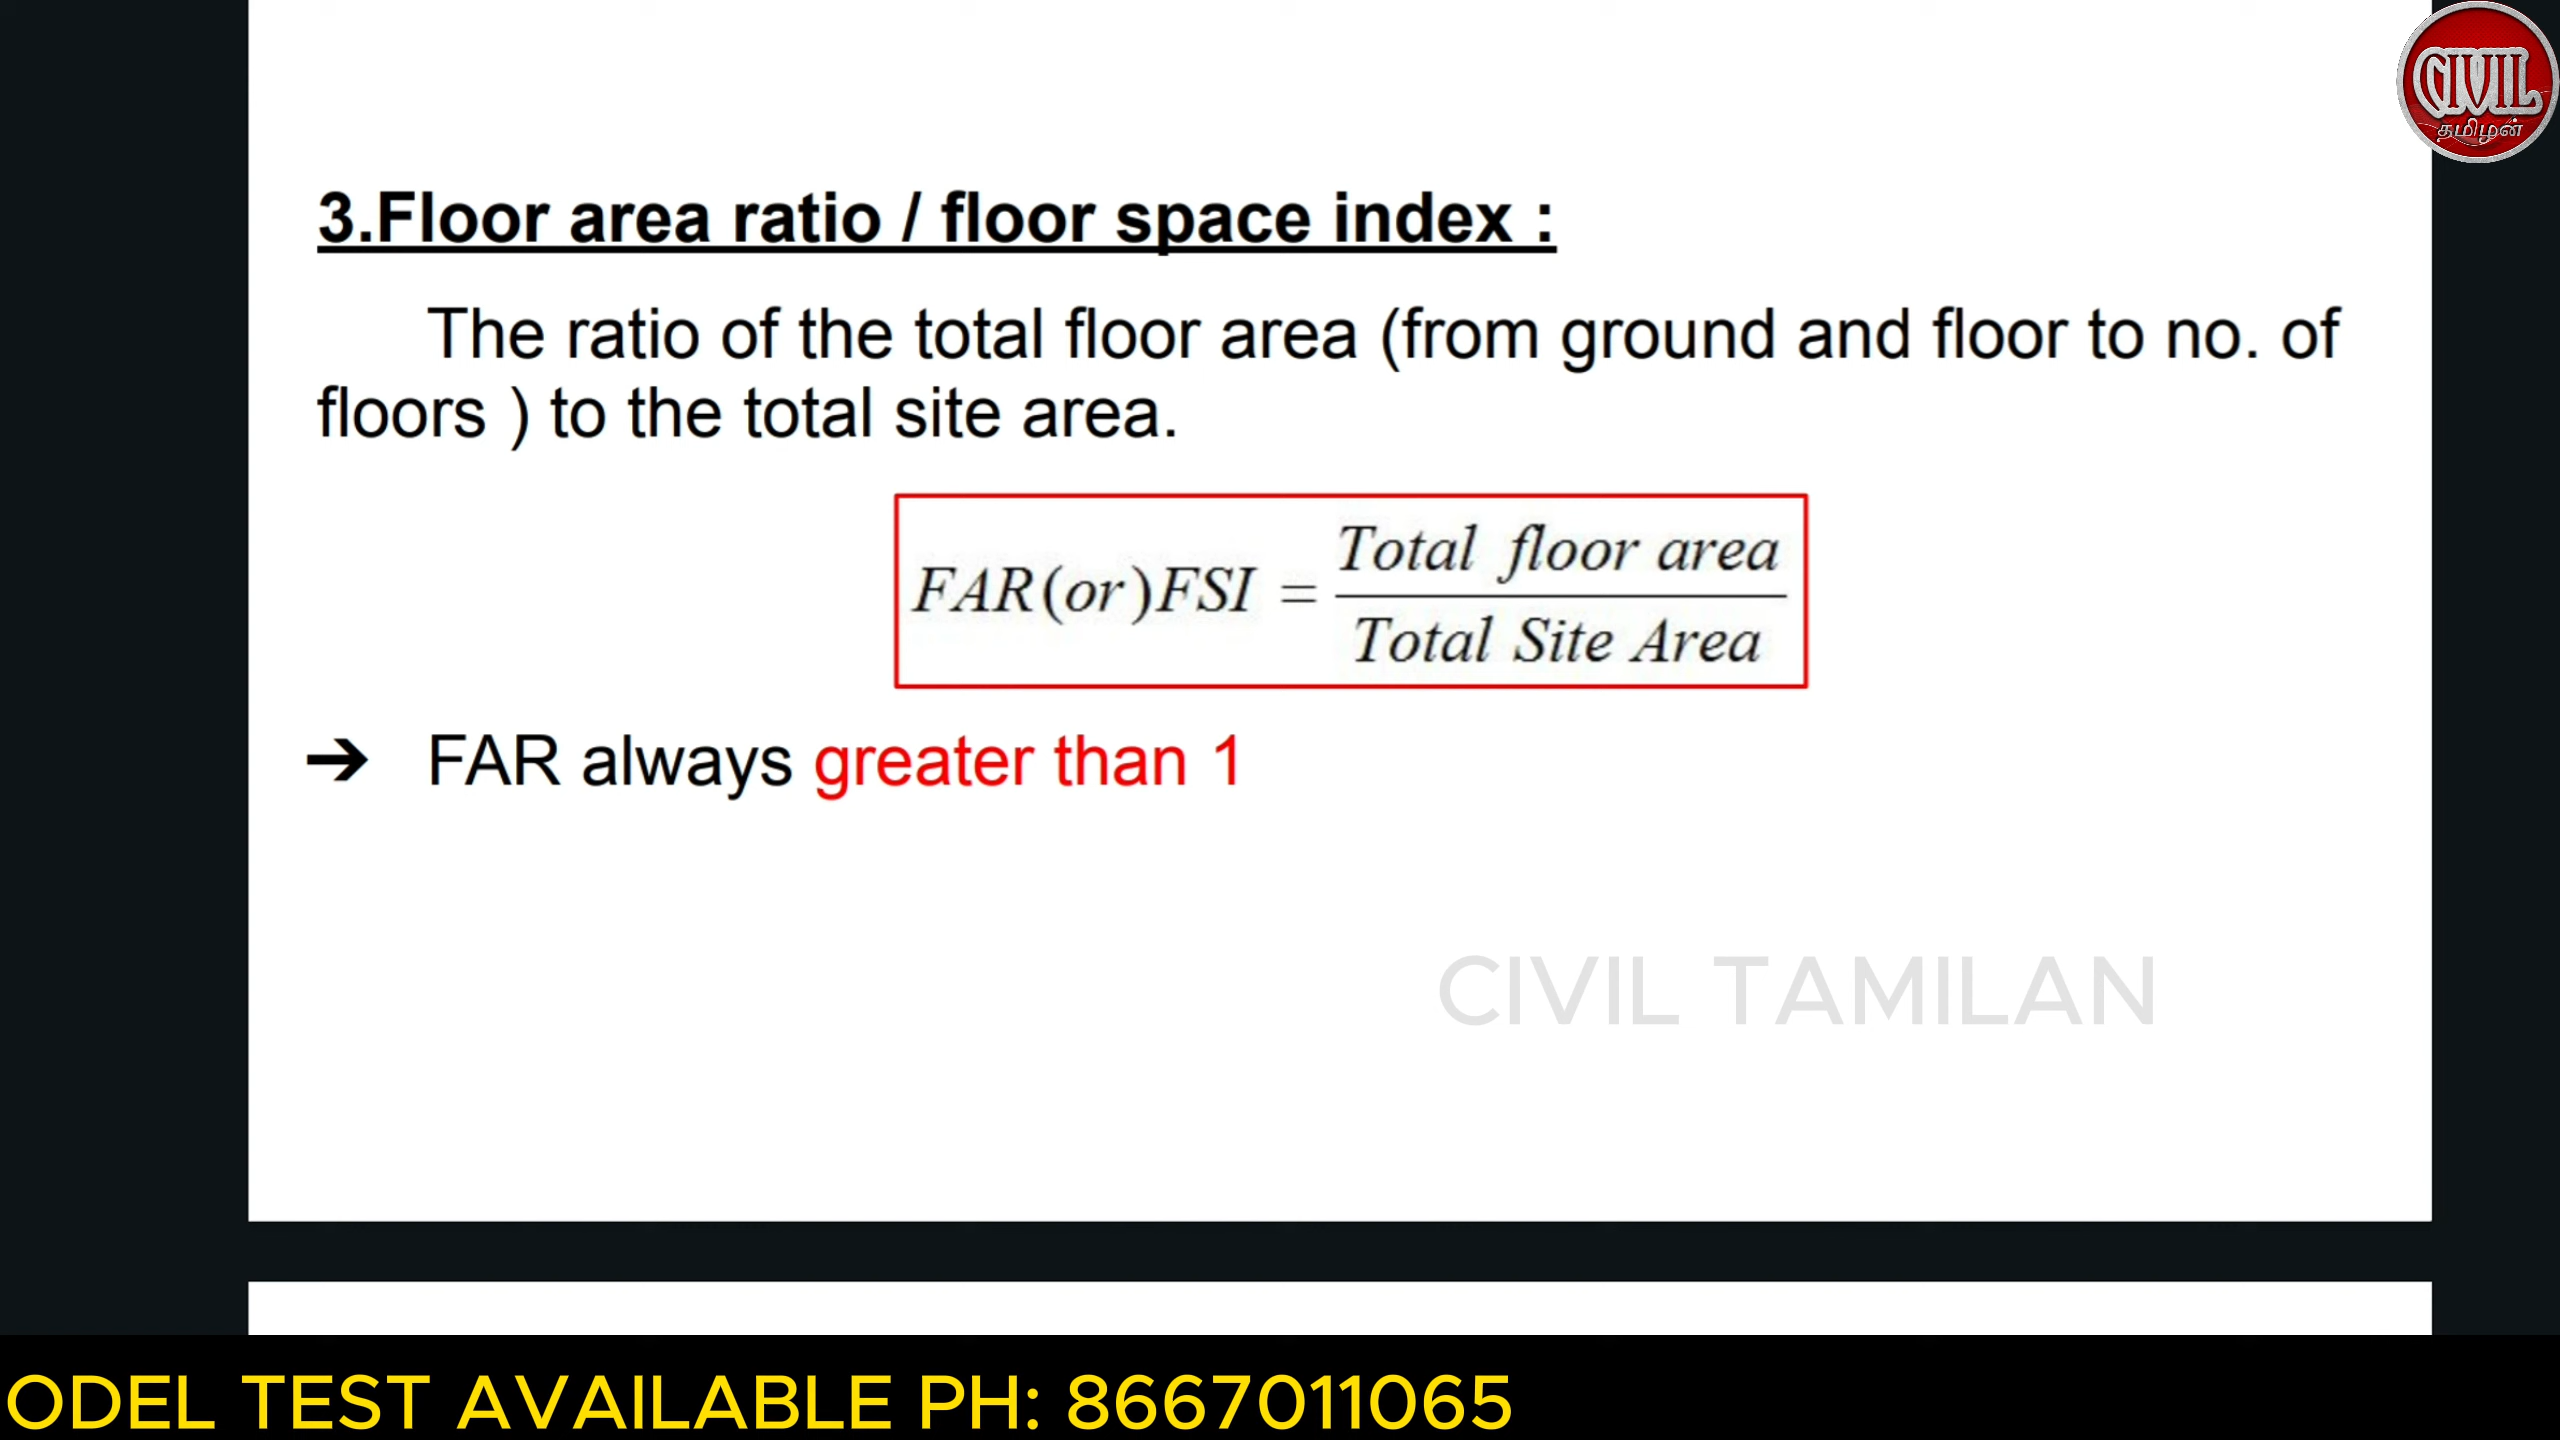 CIVIL
தமிழன்
3.Floor area ratio / floor space index :
The ratio of the total floor area (from ground and floor to no. of
floors ) to the total site area.
FAR(or)FSI = Total floor area
Total Site Area
➔ FAR always greater than 1
CIVIL TAMILAN
ODEL TEST AVAILABLE PH: 8667011065